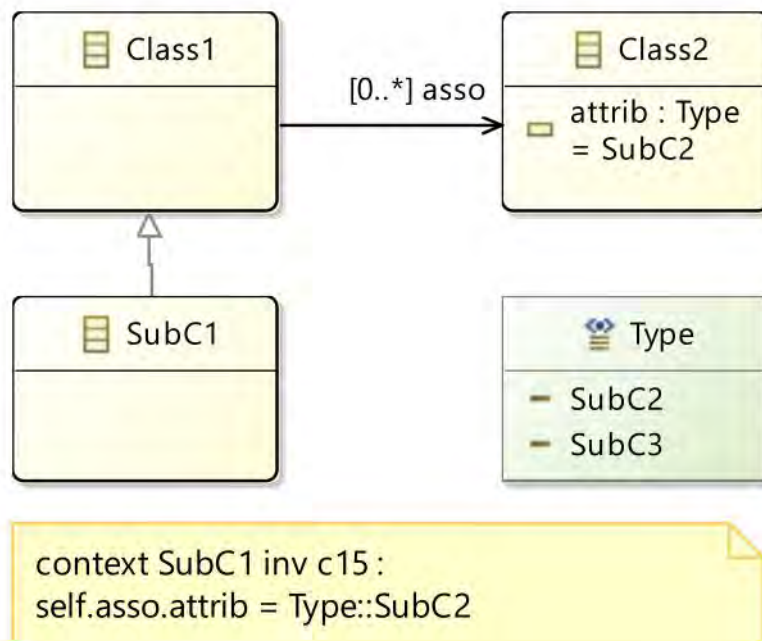 Class1
[0..*] asso
Class2
attrib : Type
= SubC2
SubC1
Type
SubC2
SubC3
context SubC1 inv c15 :
self.asso.attrib = Type::SubC2